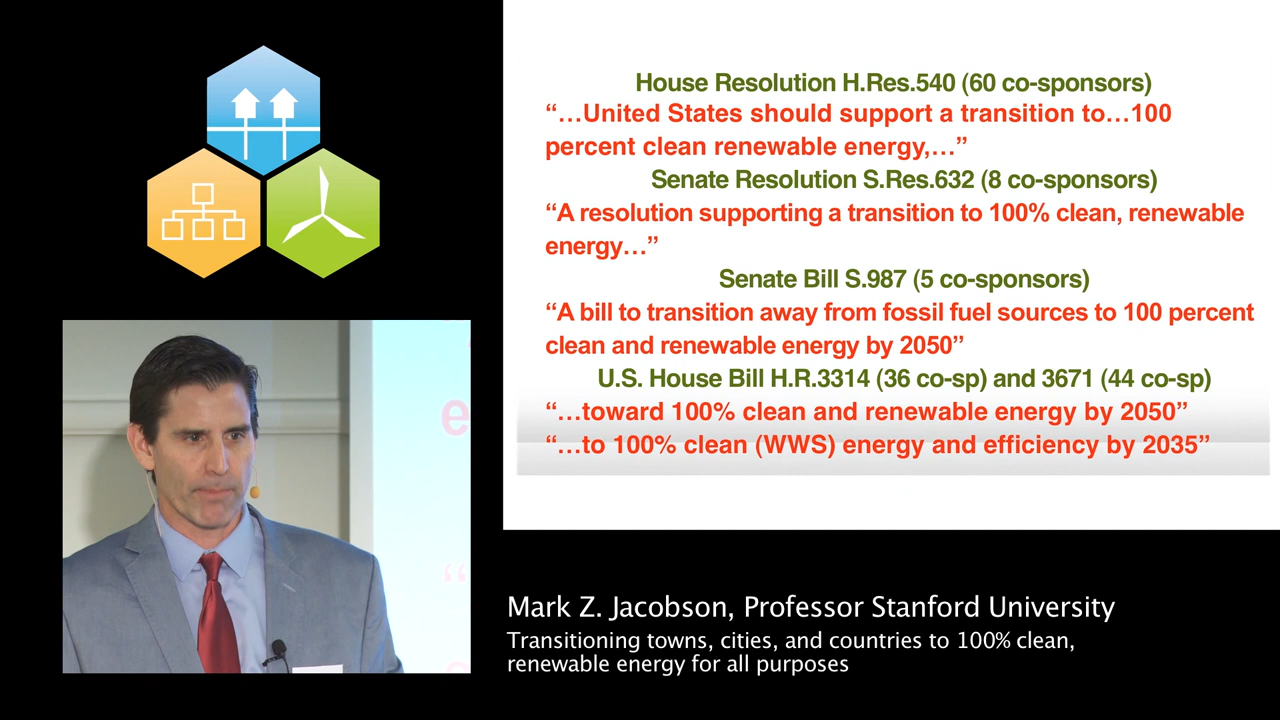 House Resolution H.Res.540 (60 co-sponsors)
“…United States should support a transition to…100
percent clean renewable energy,…”
Senate Resolution S.Res.632 (8 co-sponsors)
“A resolution supporting a transition to 100% clean, renewable
energy…”
Senate Bill S.987 (5 co-sponsors)
“A bill to transition away from fossil fuel sources to 100 percent
clean and renewable energy by 2050”
U.S. House Bill H.R.3314 (36 co-sp) and 3671 (44 co-sp)
“…toward 100% clean and renewable energy by 2050”
“…to 100% clean (WWS) energy and efficiency by 2035”
Mark Z. Jacobson, Professor Stanford University
Transitioning towns, cities, and countries to 100% clean,
renewable energy for all purposes